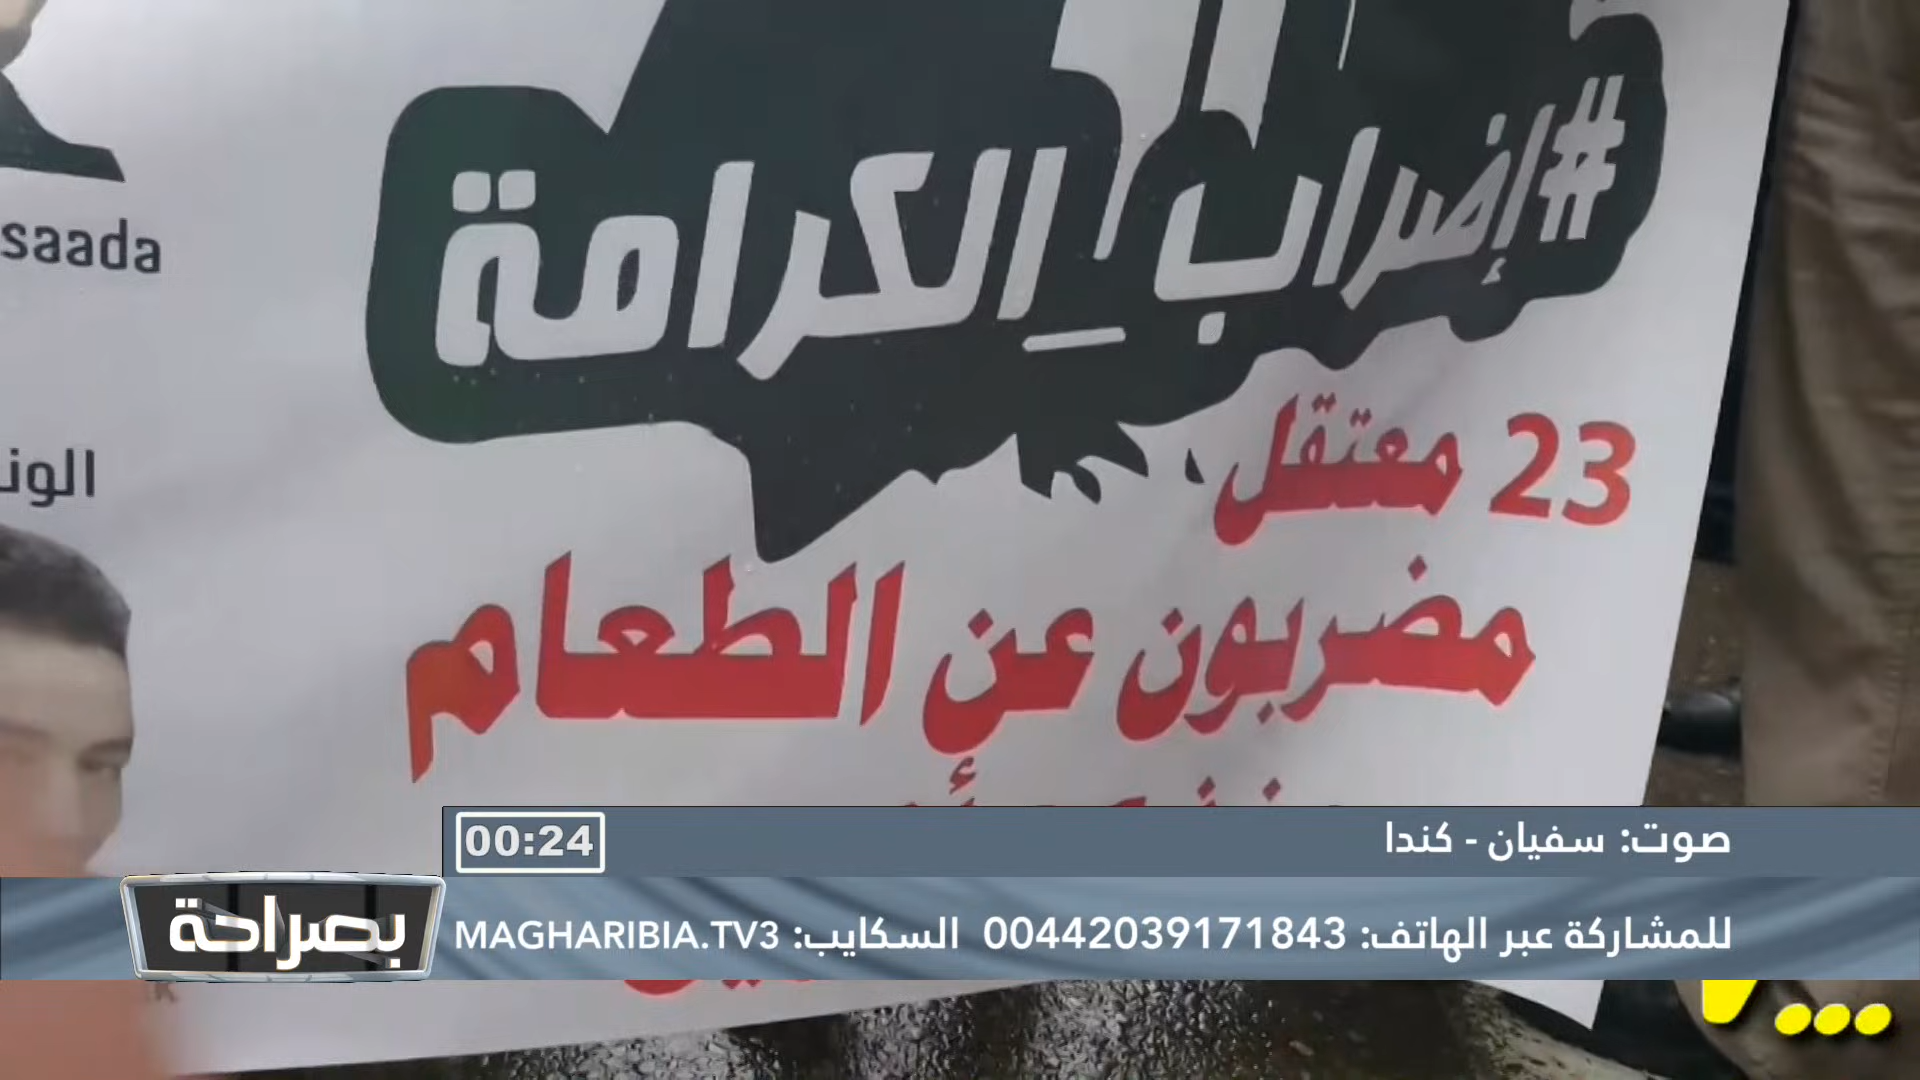 #إضراب_الكرامة
saada
23 معتقل
مضربون عن الطعام
00:24
صوت: سفيان - كندا
بصراحة
للمشاركة عبر الهاتف: 00442039171843 السكايب: MAGHARIBIA.TV3